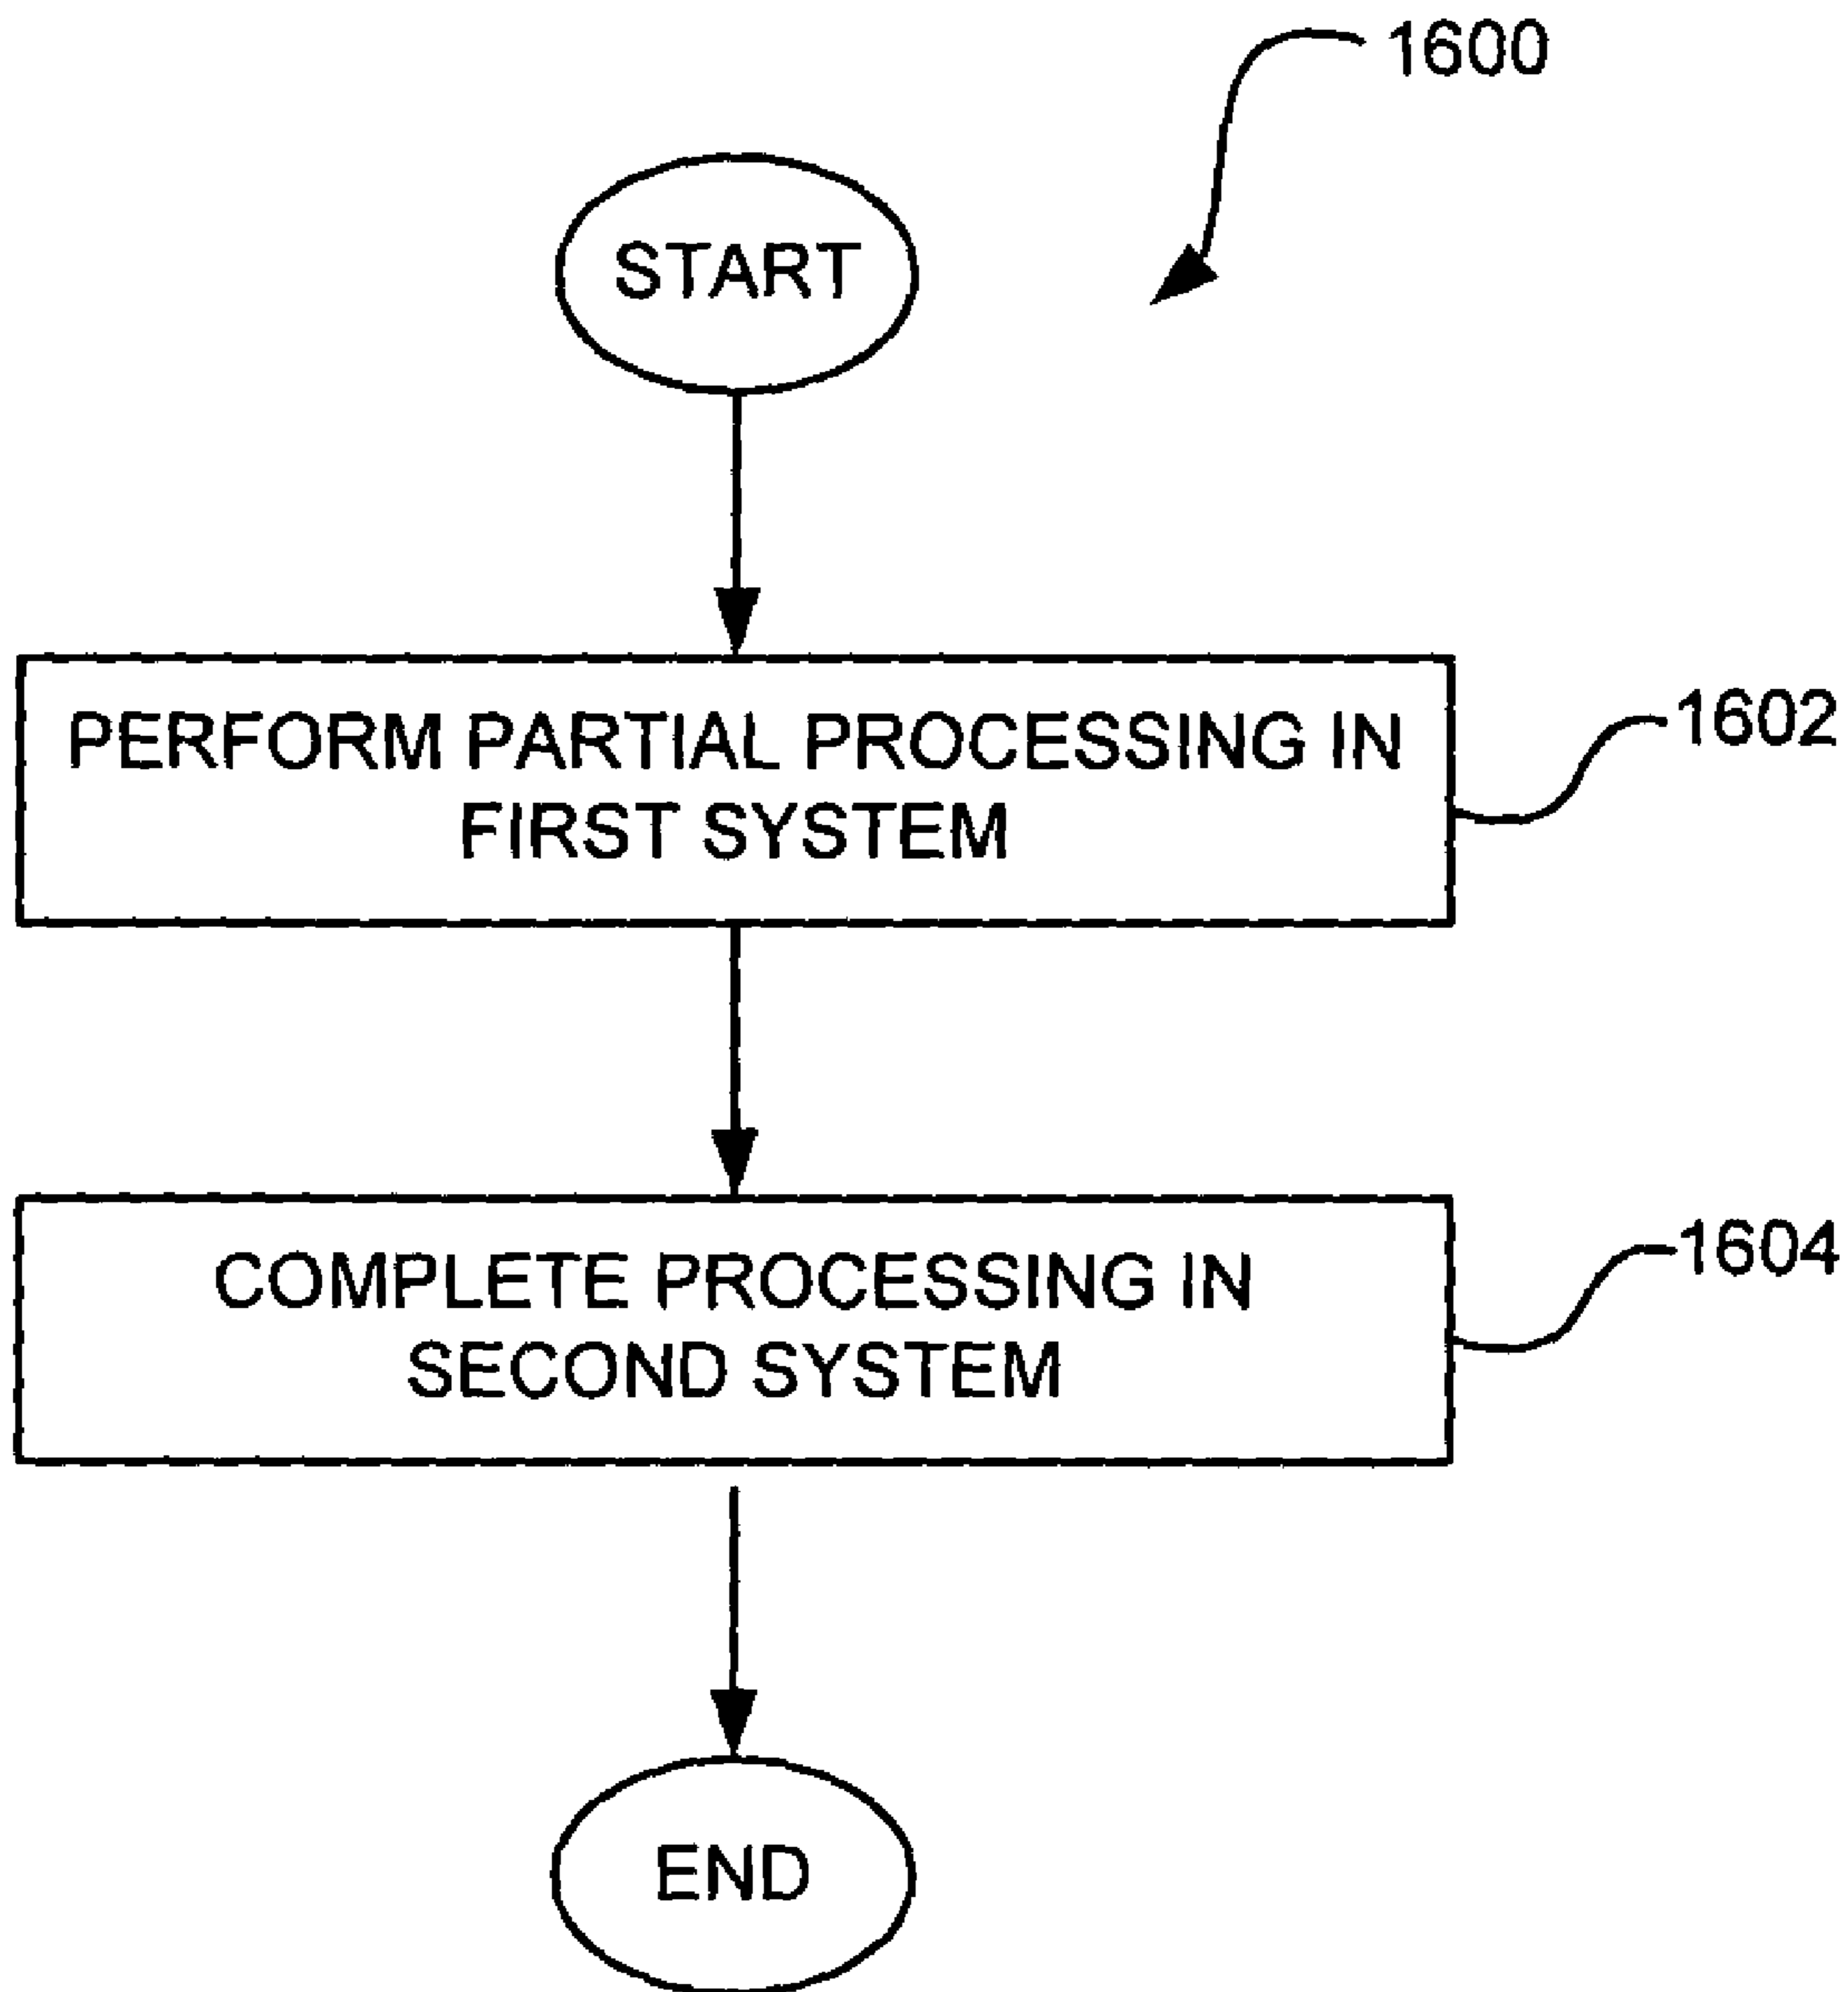 1600
START
PERFORM PARTIAL PROCESSING IN
FIRST SYSTEM
1602
COMPLETE PROCESSING IN
SECOND SYSTEM
1604
END